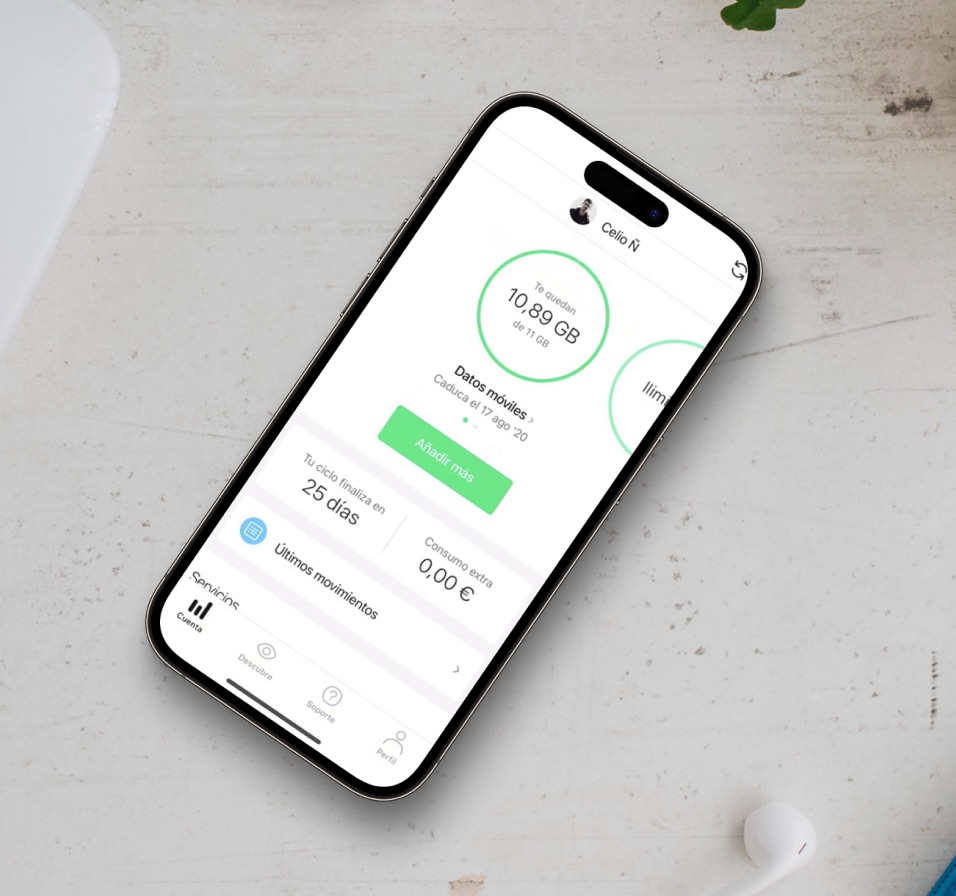 Celio Ñ
Te quedan
10,89 GB
de 11 GB
Ilimi
Datos móviles
Caduca el 17 ago '20
Añadir más
Tu ciclo finaliza en
25 días
Consumo extra
0,00 €
Últimos movimientos
Servicios
Cuenta
Descubre
Soporte
Perfil